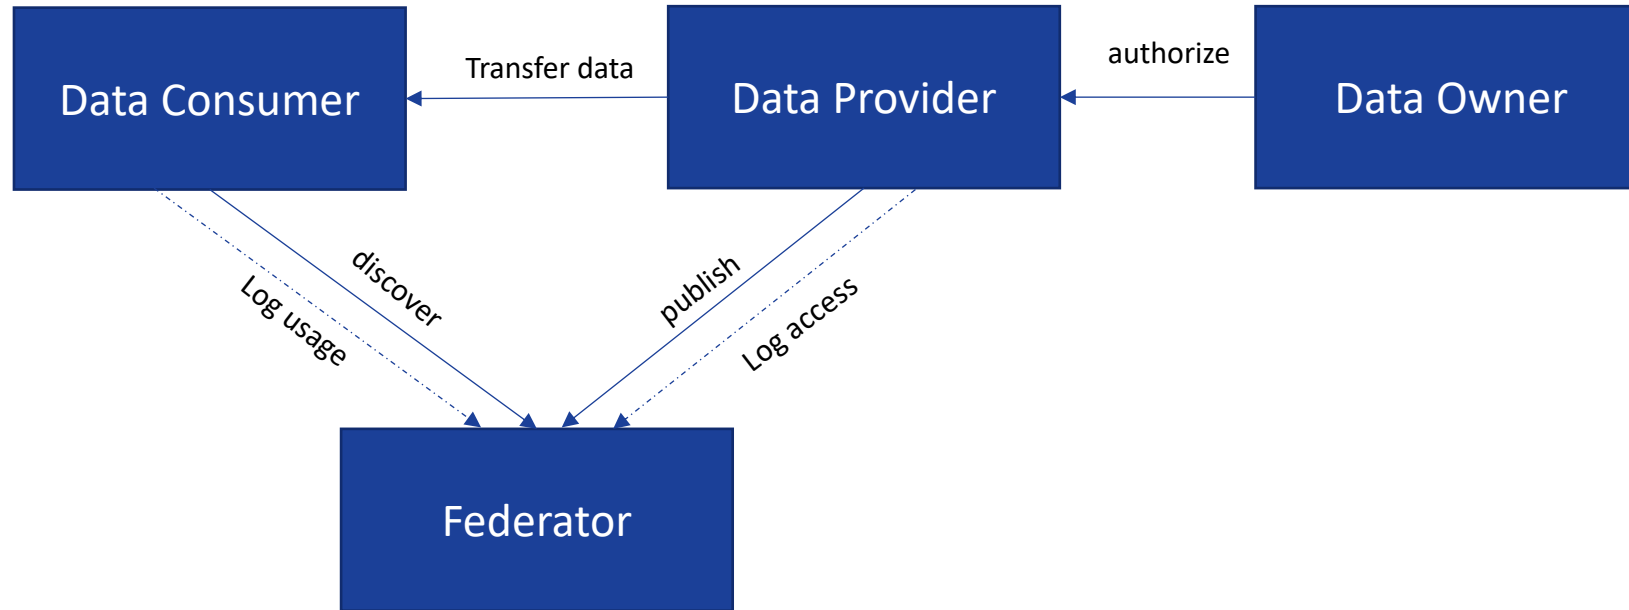 Data Consumer
Transfer data
Data Provider
authorize
Data Owner
discover
Log usage
publish
Log access
Federator